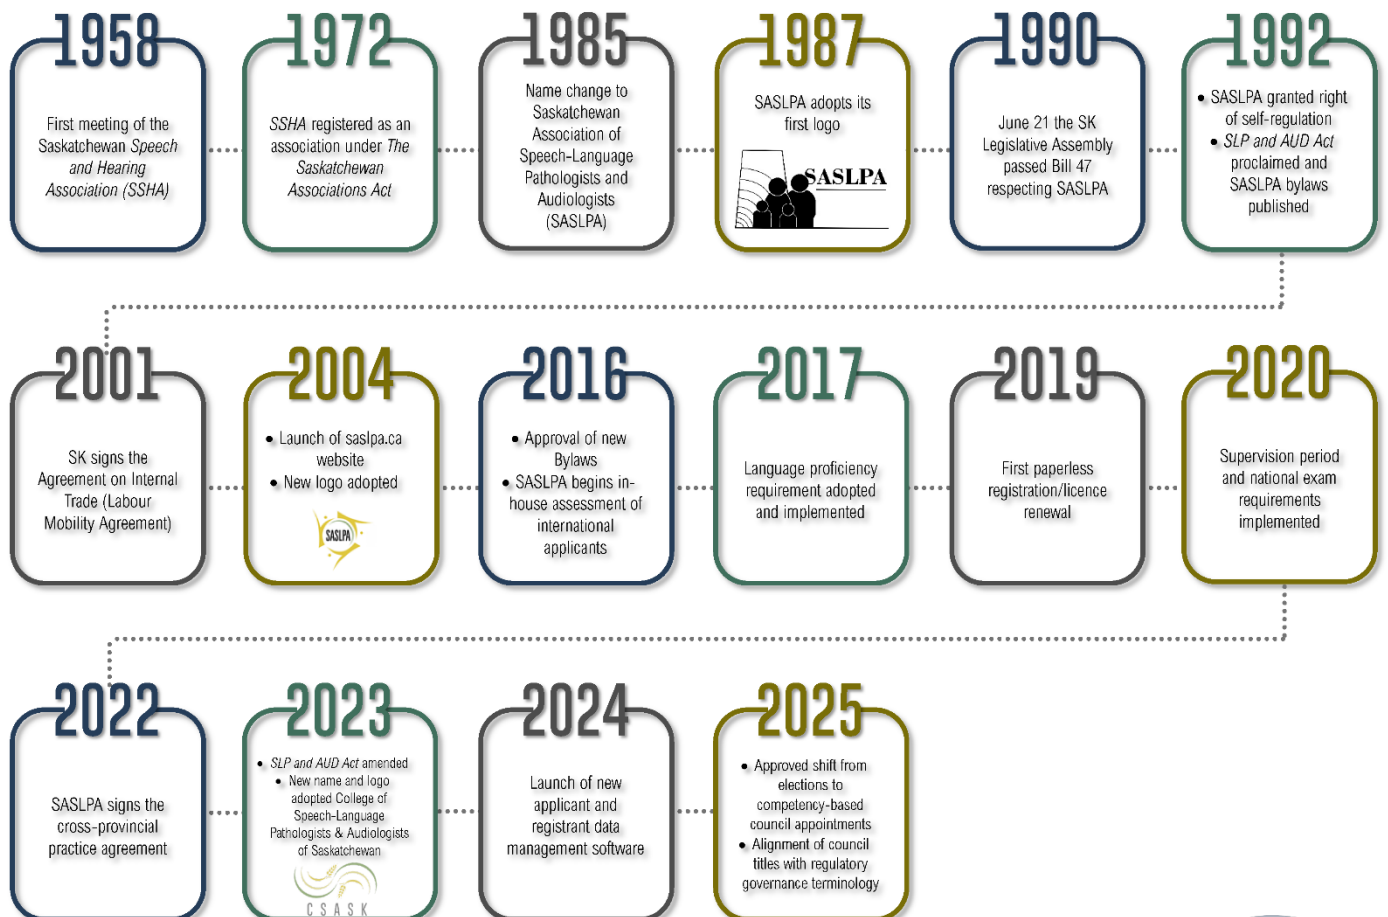 1958
First meeting of the
Saskatchewan Speech
and Hearing
Association (SSHA)
1972
SSHA registered as an
association under The
Saskatchewan
Associations Act
1985
Name change to
Saskatchewan
Association of
Speech-Language
Pathologists and
Audiologists
(SASLPA)
1987
SASLPA adopts its
first logo
SASLPA
1990
June 21 the SK
Legislative Assembly
passed Bill 47
respecting SASLPA
1992
• SASLPA granted right
of self-regulation
• SLP and AUD Act
proclaimed and
SASLPA bylaws
published
2001
SK signs the
Agreement on Internal
Trade (Labour
Mobility Agreement)
2004
• Launch of saslpa.ca
website
• New logo adopted
SASLPA
2016
• Approval of new
Bylaws
• SASLPA begins in-
house assessment of
international
applicants
2017
Language proficiency
requirement adopted
and implemented
2019
First paperless
registration/licence
renewal
2020
Supervision period
and national exam
requirements
implemented
2022
SASLPA signs the
cross-provincial
practice agreement
2023
• SLP and AUD Act amended
• New name and logo
adopted College of
Speech-Language
Pathologists & Audiologists
of Saskatchewan
CSASK
2024
Launch of new
applicant and
registrant data
management software
2025
• Approved shift from
elections to
competency-based
council appointments
• Alignment of council
titles with regulatory
governance terminology